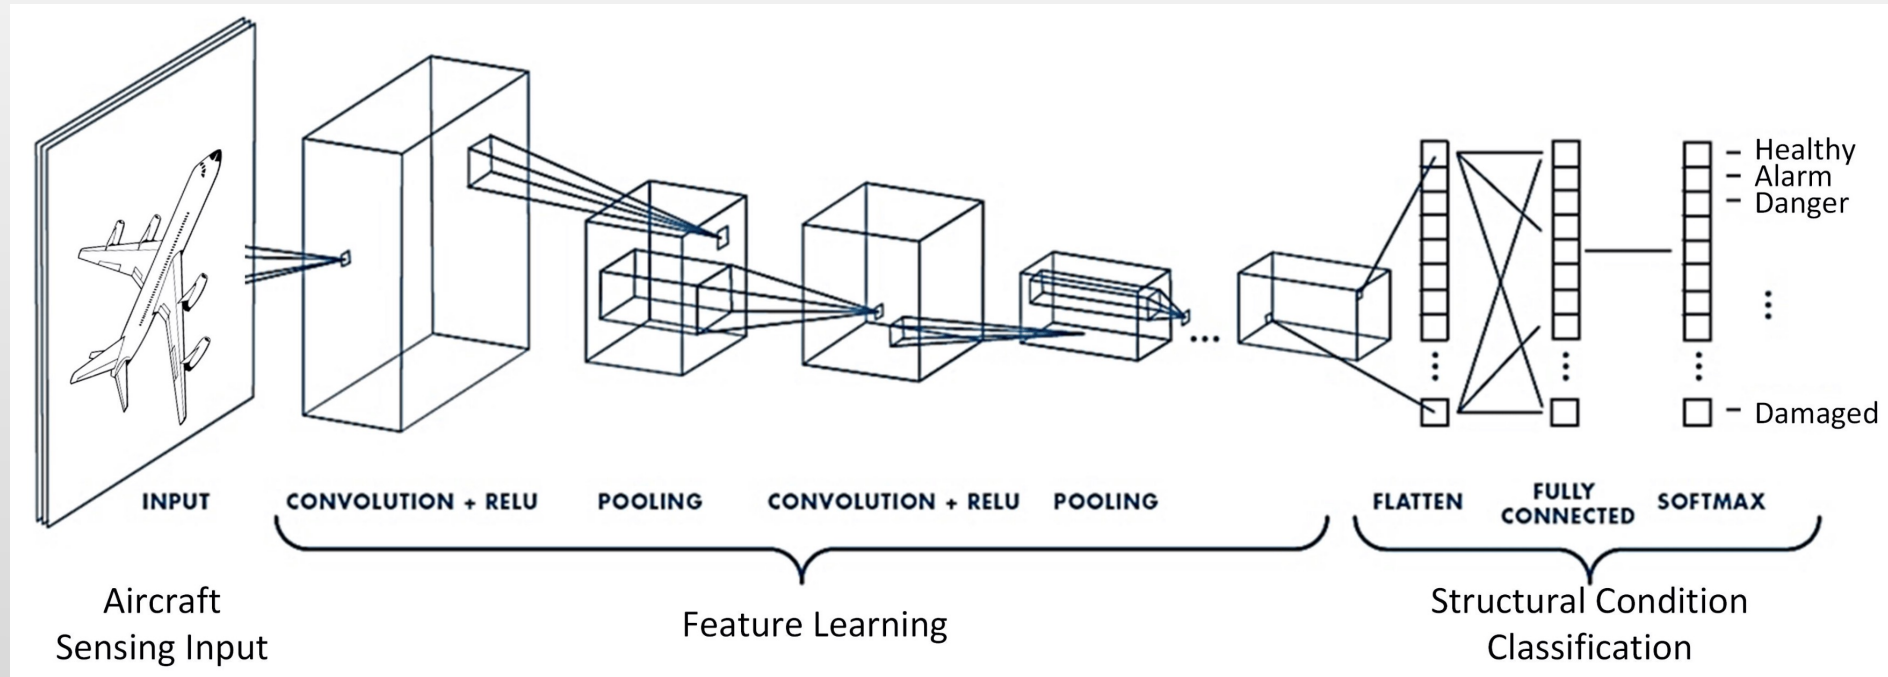 Healthy
Alarm
Danger
Damaged
INPUT
CONVOLUTION + RELU
POOLING
CONVOLUTION + RELU
POOLING
FLATTEN
FULLY
CONNECTED
SOFTMAX
Aircraft
Sensing Input
Feature Learning
Structural Condition
Classification